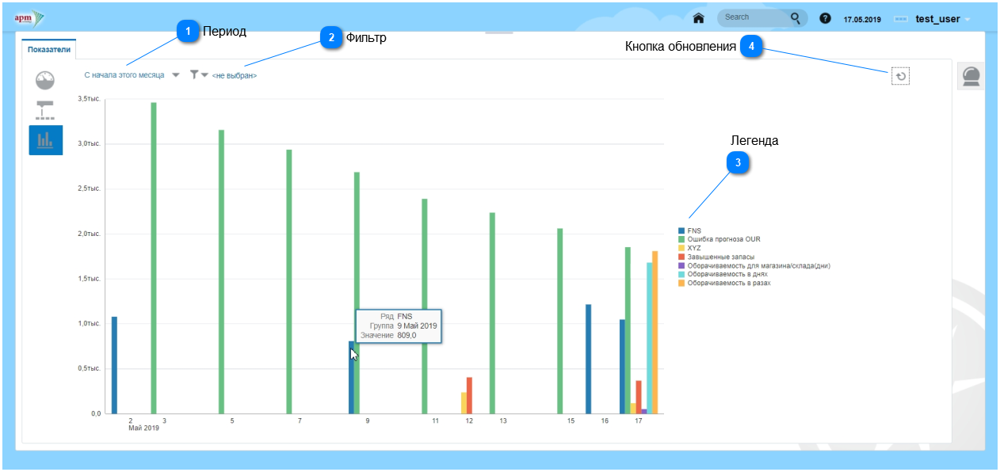 apm
Search
?
17.05.2019
test_user
1 Период
2 Фильтр
Кнопка обновления 4
Показатели
С начала этого месяца
<не выбран>
3,5тыс.
3,0тыс.
2,5тыс.
2,0тыс.
1,5тыс.
1,0тыс.
0,5тыс.
0,0
Легенда
3
FNS
Ошибка прогноза OUR
XYZ
Завышенные запасы
Оборачиваемость для магазина/склада(дни)
Оборачиваемость в днях
Оборачиваемость в разах
Ряд FNS
Группа 9 Май 2019
Значение 809,0
2 3 5 7 9 11 12 13 15 16 17
Май 2019